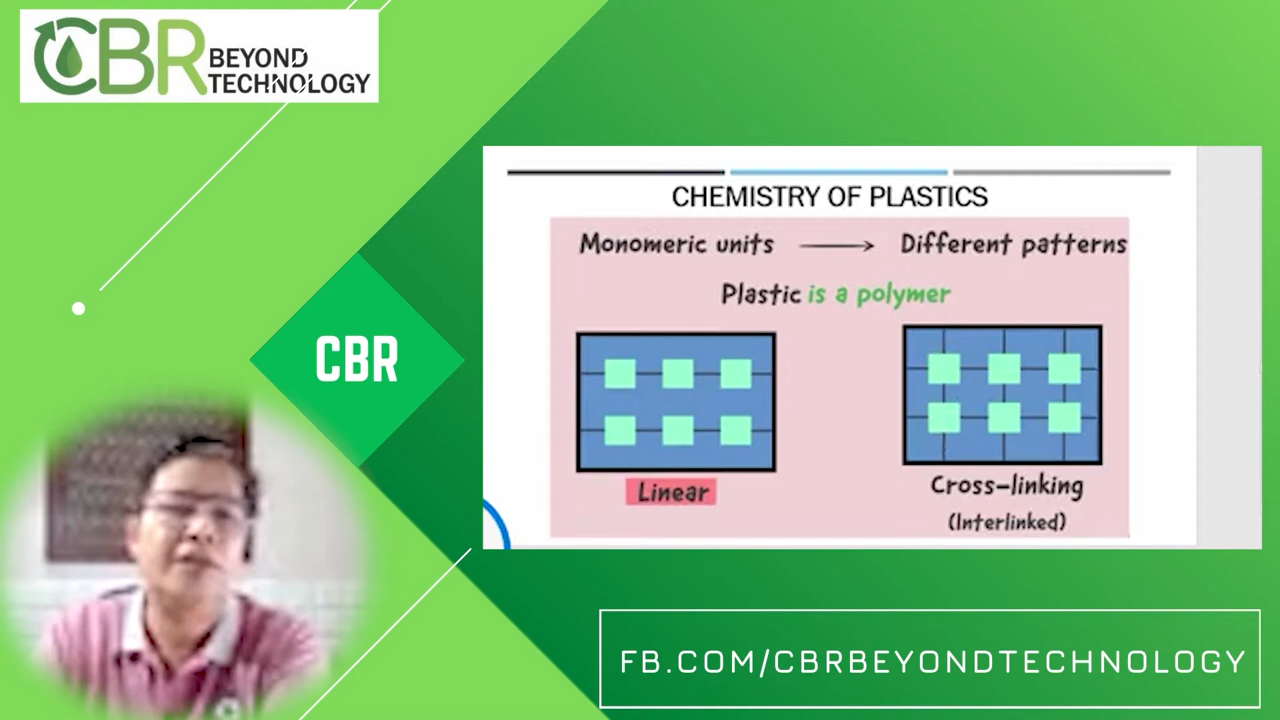 CBR BEYOND
TECHNOLOGY
CHEMISTRY OF PLASTICS
Monomeric units → Different patterns
Plastic is a polymer
CBR
Linear
Cross-linking
(Interlinked)
FB.COM/CBRBEYONDTECHNOLOGY